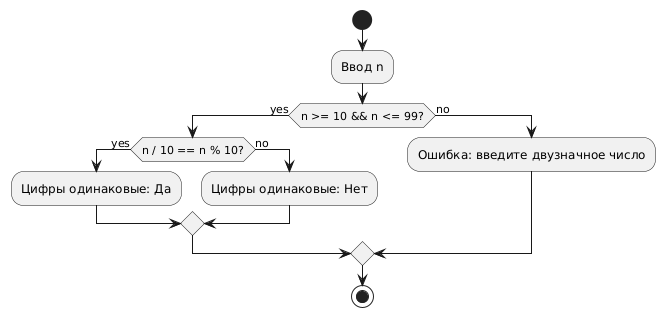 Ввод n
yes
n >= 10 && n <= 99?
no
yes
n / 10 == n % 10?
no
Ошибка: введите двузначное число
Цифры одинаковые: Да
Цифры одинаковые: Нет